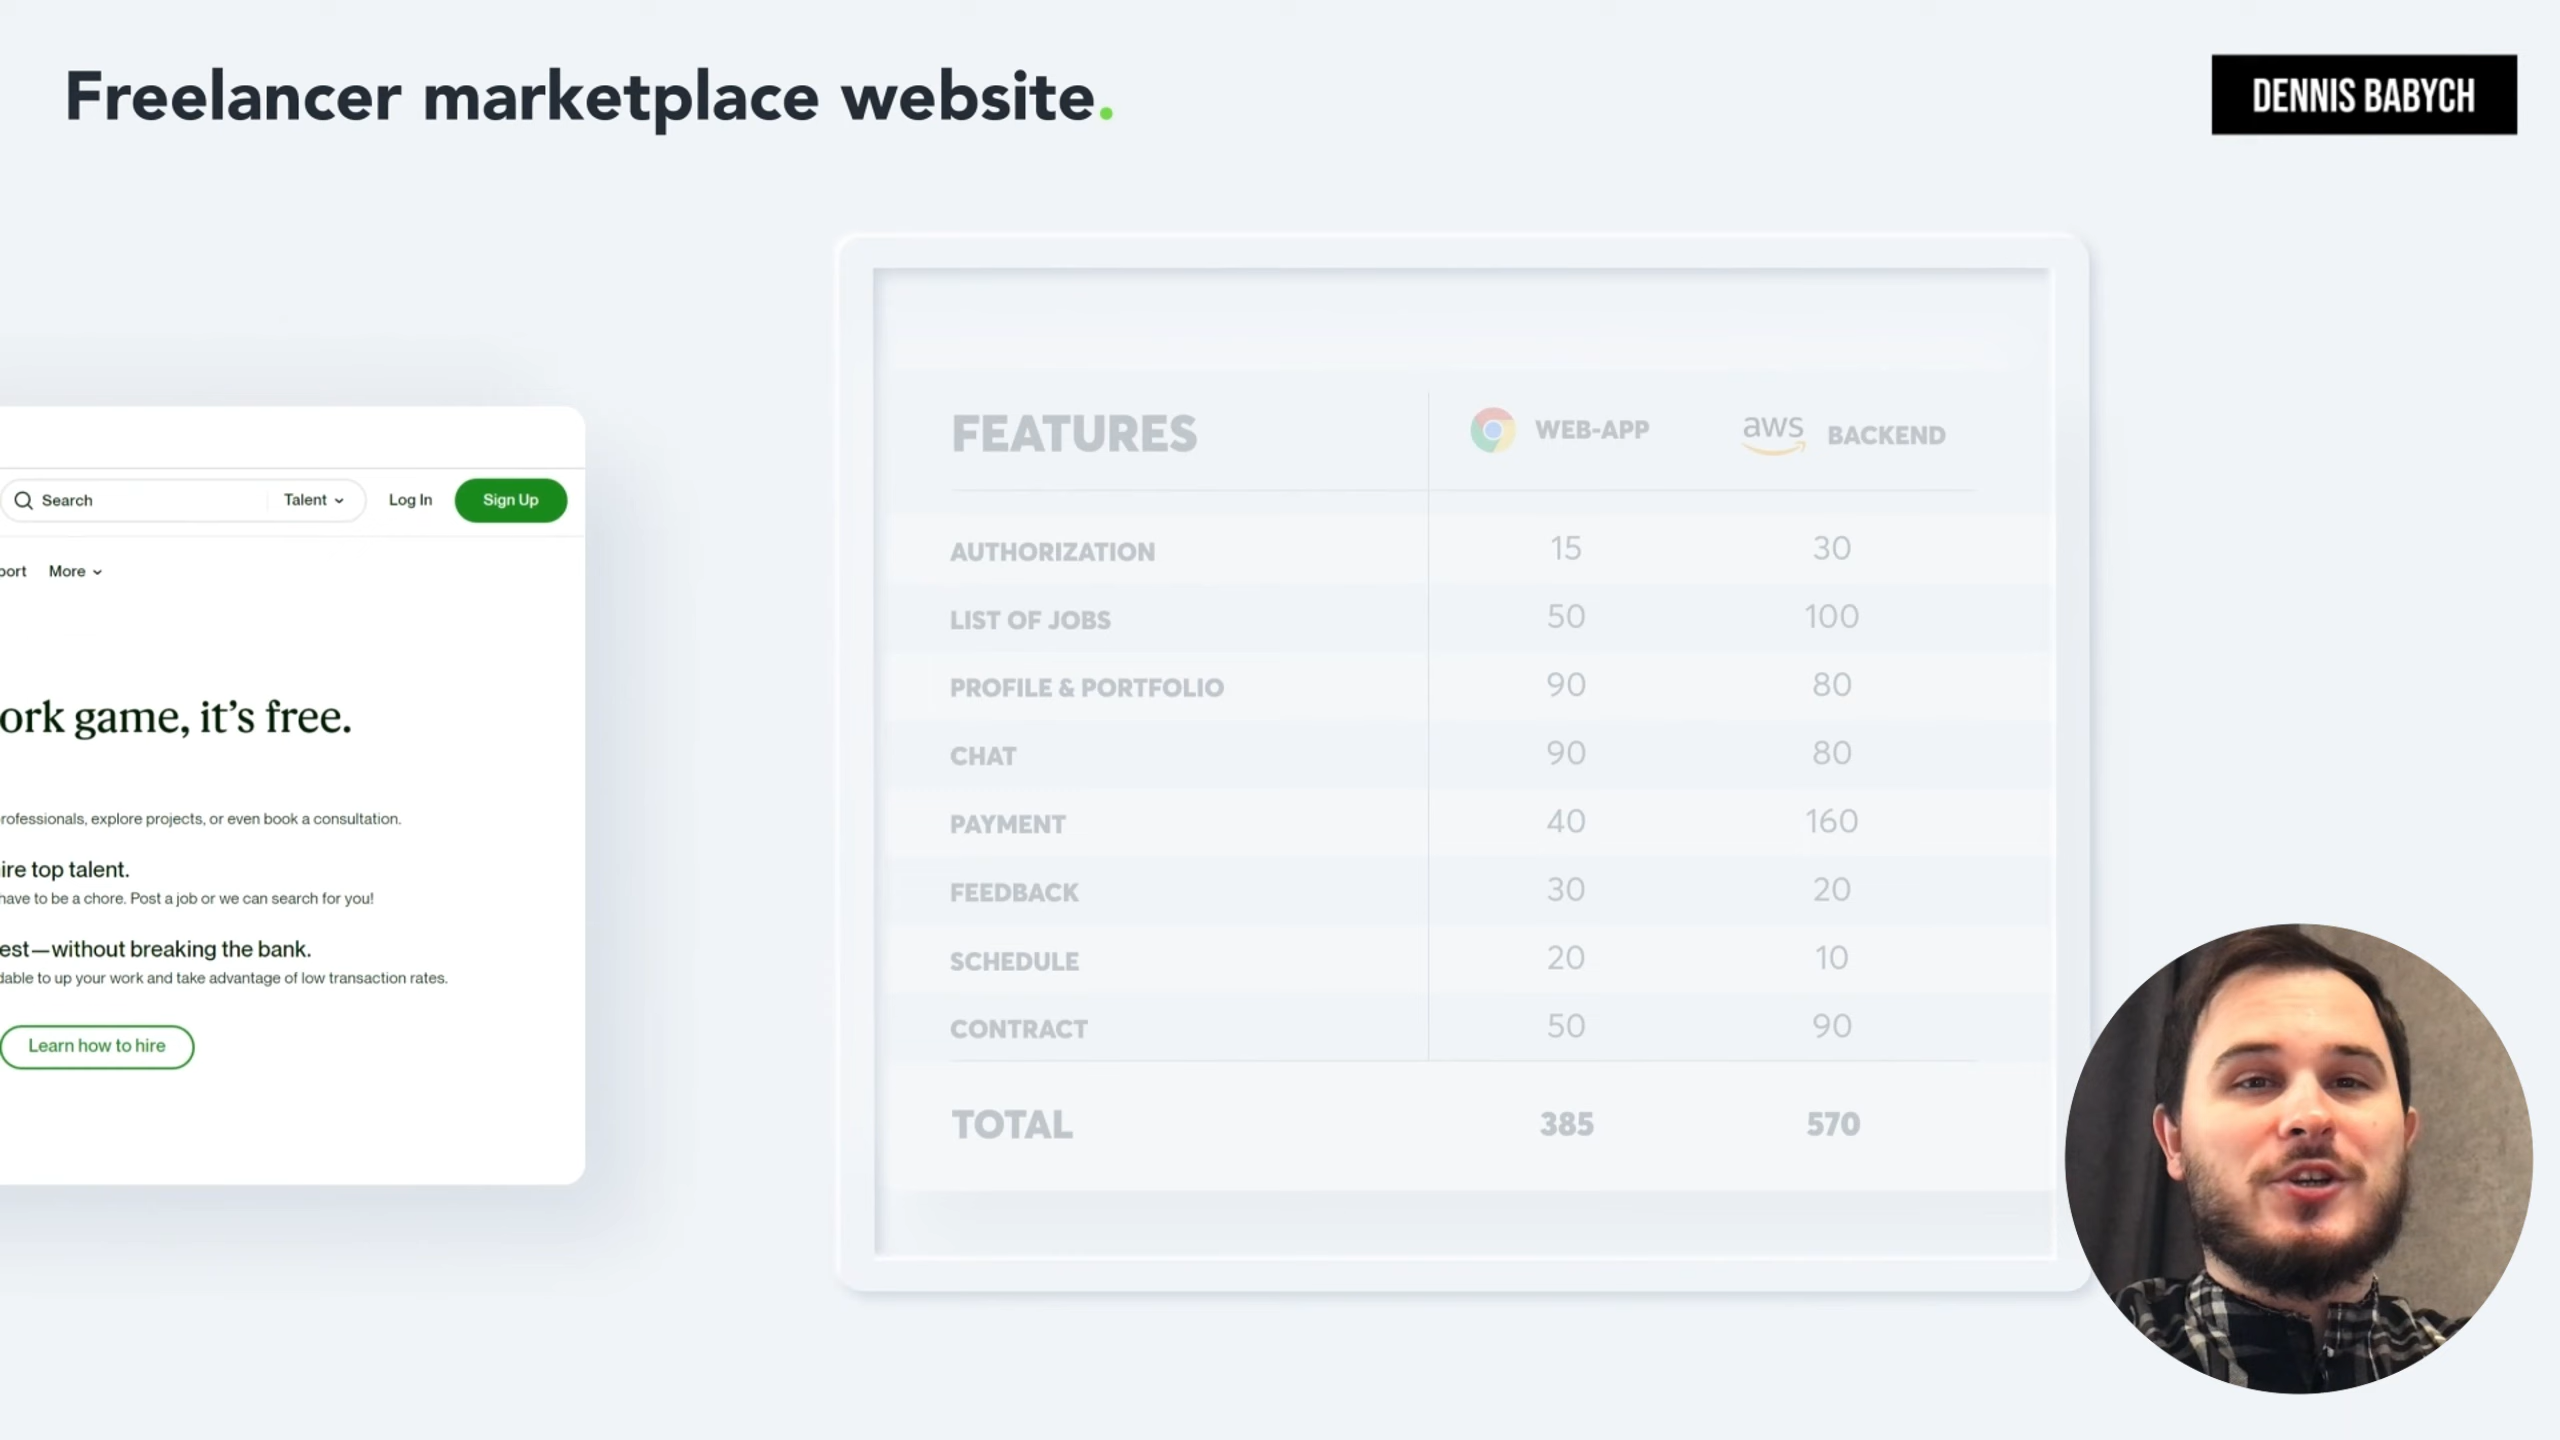 Freelancer marketplace website.
DENNIS BABYCH
Search
Talent
Log In
Sign Up
port
More
ork game, it's free.
rofessionals, explore projects, or even book a consultation.
ire top talent.
have to be a chore. Post a job or we can search for you!
est—without breaking the bank.
dable to up your work and take advantage of low transaction rates.
Learn how to hire
FEATURES WEB-APP aws BACKEND
AUTHORIZATION 15 30
LIST OF JOBS 50 100
PROFILE & PORTFOLIO 90 80
CHAT 90 80
PAYMENT 40 160
FEEDBACK 30 20
SCHEDULE 20 10
CONTRACT 50 90
TOTAL 385 570